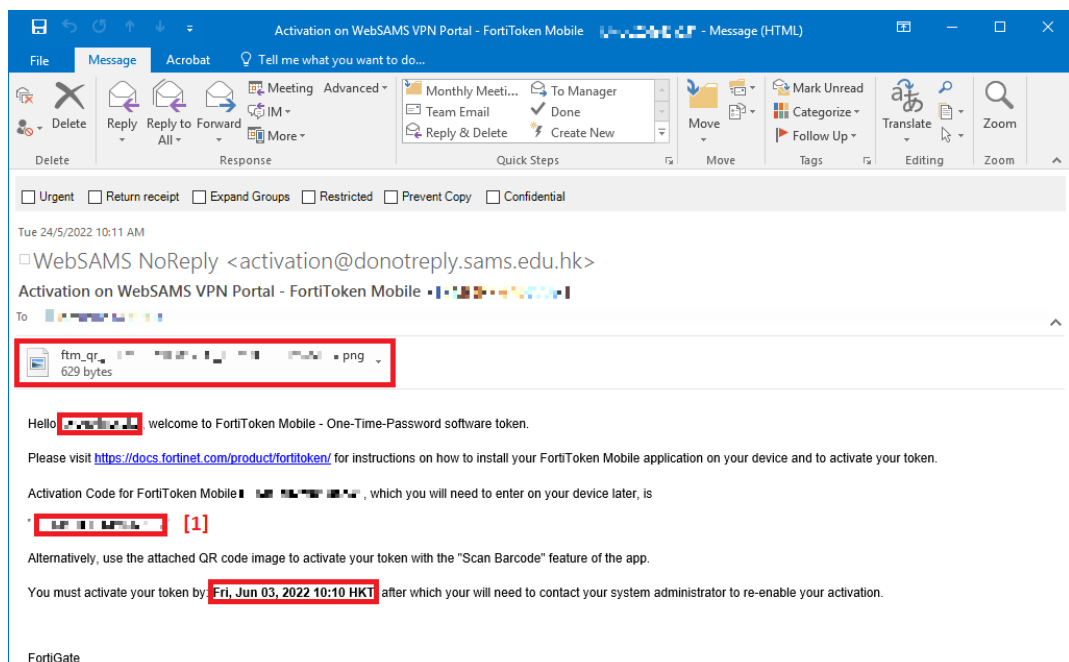 Activation on WebSAMS VPN Portal - FortiToken Mobile - Message (HTML)
File Message Acrobat Tell me what you want to do...
Meeting Advanced
IM
More
Delete Reply Reply to All Forward
Monthly Meeti... To Manager
Team Email Done
Reply & Delete Create New
Move
Mark Unread
Categorize
Follow Up
Translate
Zoom
Delete Response Quick Steps Move Tags Editing Zoom
Urgent Return receipt Expand Groups Restricted Prevent Copy Confidential
Tue 24/5/2022 10:11 AM
WebSAMS NoReply <activation@donotreply.sams.edu.hk>
Activation on WebSAMS VPN Portal - FortiToken Mobile
To
ftm_qr_ .png
629 bytes
Hello , welcome to FortiToken Mobile - One-Time-Password software token.
Please visit https://docs.fortinet.com/product/fortitoken/ for instructions on how to install your FortiToken Mobile application on your device and to activate your token.
Activation Code for FortiToken Mobile , which you will need to enter on your device later, is
" " [1]
Alternatively, use the attached QR code image to activate your token with the "Scan Barcode" feature of the app.
You must activate your token by: Fri, Jun 03, 2022 10:10 HKT after which your will need to contact your system administrator to re-enable your activation.
FortiGate